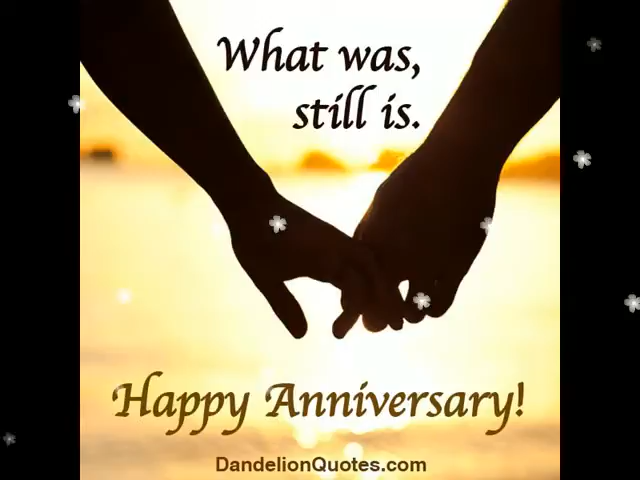 What was,
still is.
Happy Anniversary!
DandelionQuotes.com